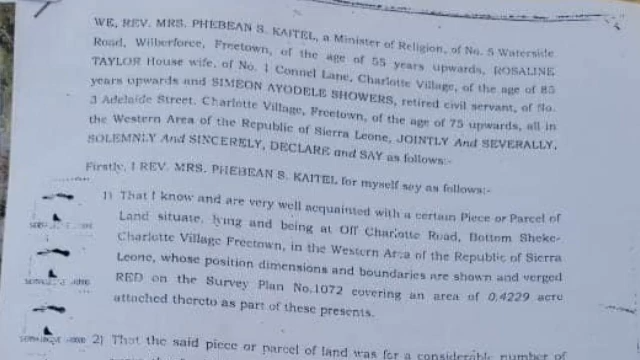 WE, REV. MRS. PHEBEAN S. KAITEL, a Minister of Religion, of No. 5 Waterside
Road, Wilberforce, Freetown, of the age of 55 years upwards, ROSALINE
TAYLOR House wife, of No. 1 Connel Lane, Charlotte Village, of the age of 85
years upwards and SIMEON AYODELE SHOWERS, retired civil servant, of No.
3 Adelaide Street, Charlotte Village, Freetown, of the age of 75 upwards, all in
the Western Area of the Republic of Sierra Leone, JOINTLY And SEVERALLY,
SOLEMNLY And SINCERELY, DECLARE and SAY as follows:-
Firstly, I REV. MRS. PHEBEAN S. KAITEL for myself say as follows:-
1) That I know and are very well acquainted with a certain Piece or Parcel of
Land situate, lying and being at Off Charlotte Road, Bottom Sheke-
Charlotte Village Freetown, in the Western Area of the Republic of Sierra
Leone, whose position dimensions and boundaries are shown and verged
RED on the Survey Plan No.1072 covering an area of 0.4229 acre
attached thereto as part of these presents.
2) That the said piece or parcel of land was for a considerable number of